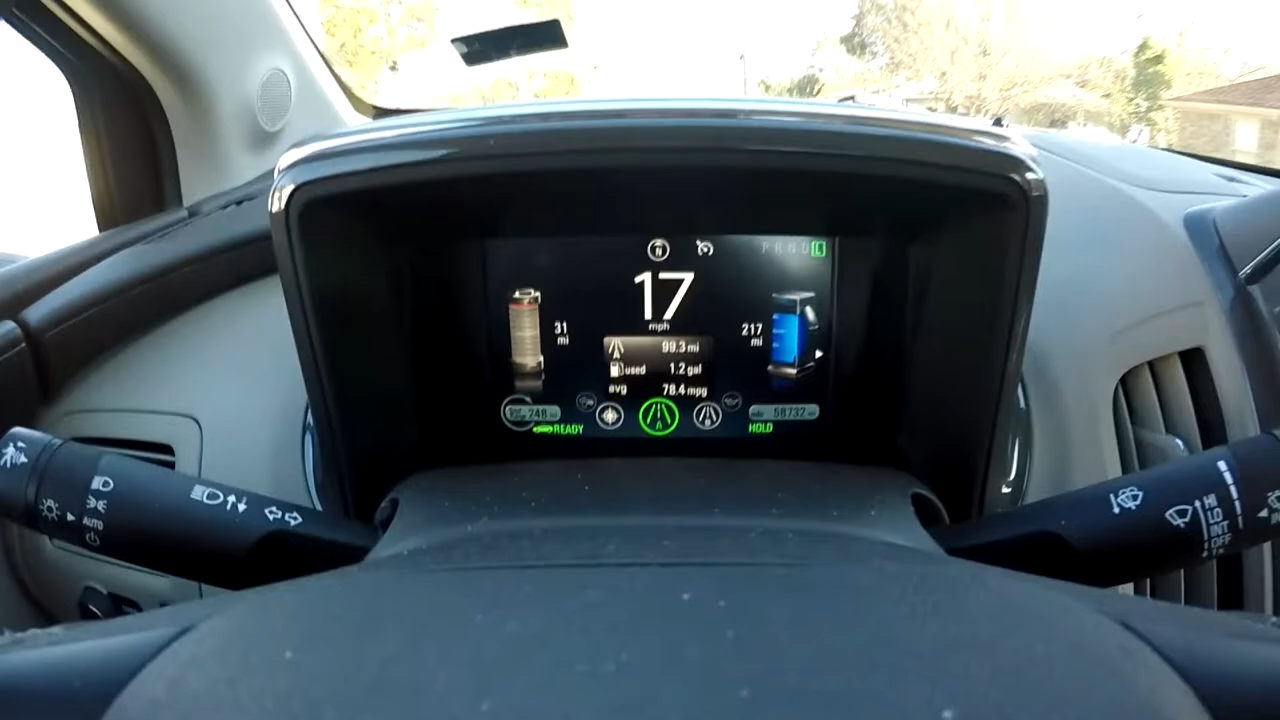 N
P R N D L
17
mph
31
mi
217
mi
A 99.3 mi
used 1.2 gal
avg 78.4 mpg
248
A
B
58732
READY
HOLD
AUTO
HI
LO
INT
OFF
1x